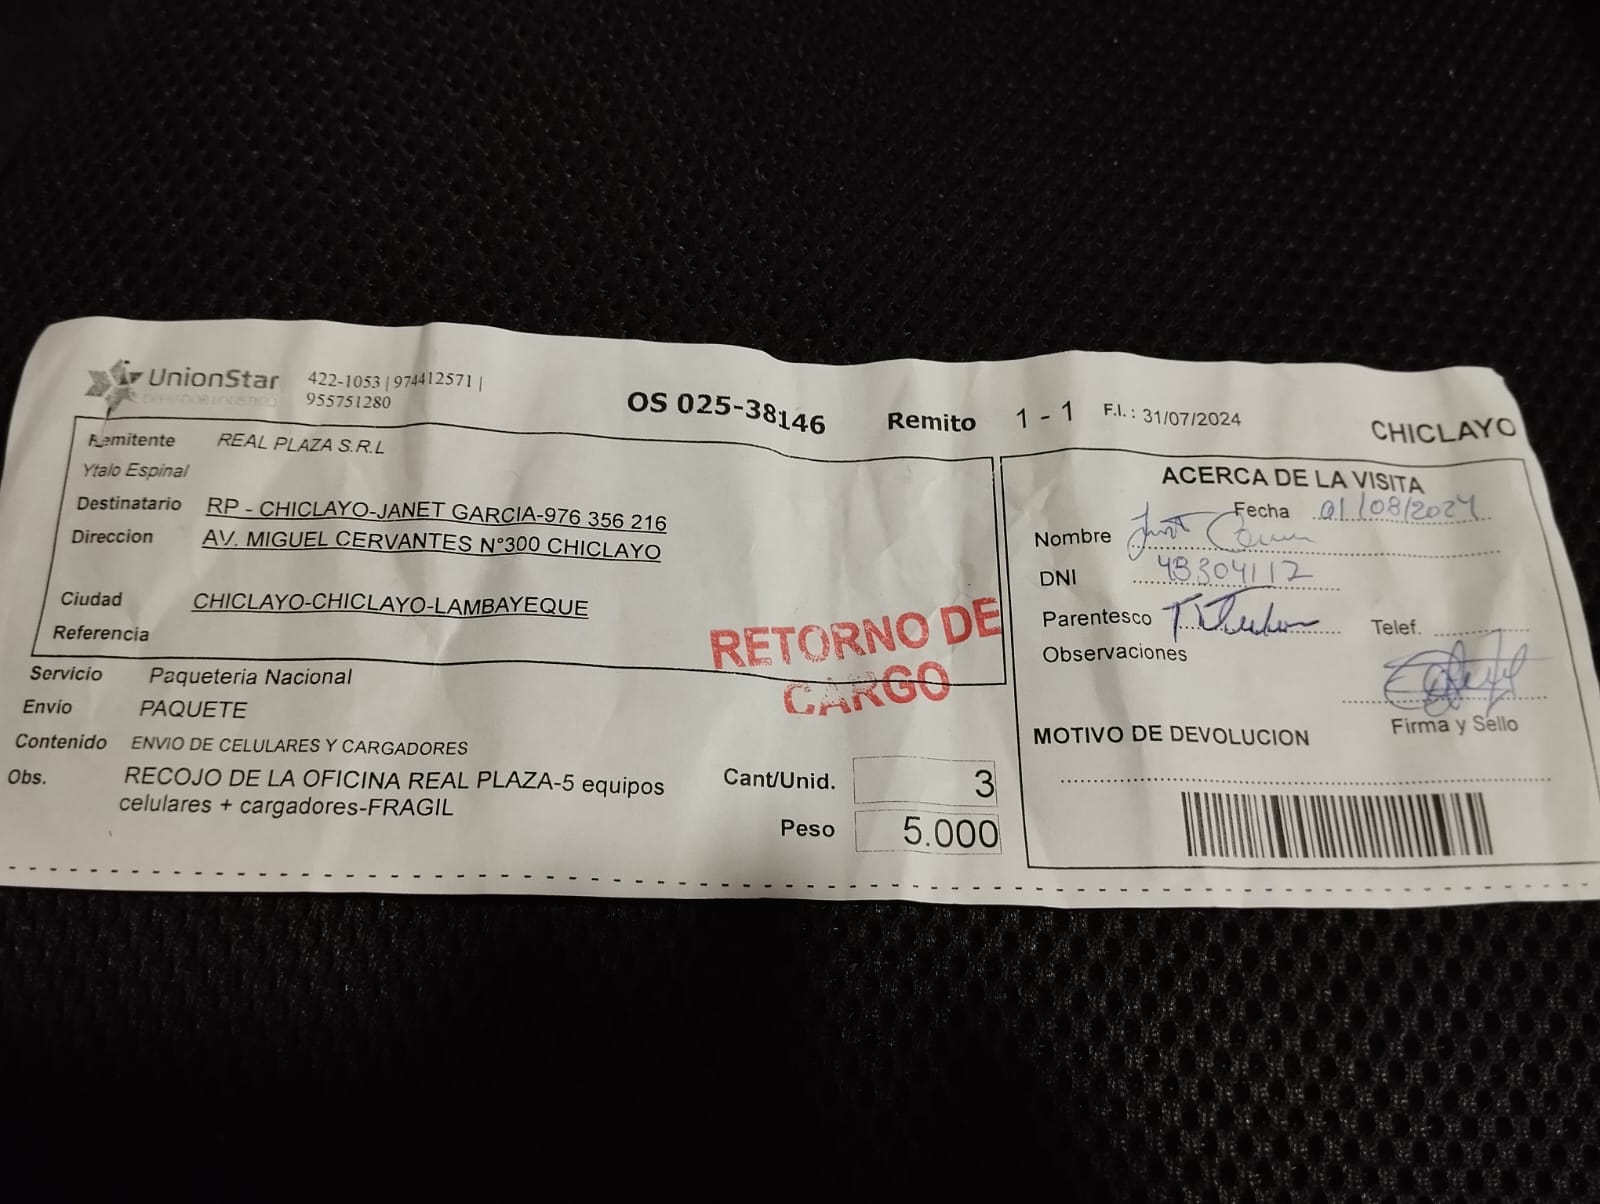 UnionStar 422-1053 | 974412571 |
OPERADOR LOGISTICO 955751280
OS 025-38146 Remito 1 - 1 F.I. : 31/07/2024 CHICLAYO
Remitente REAL PLAZA S.R.L
Ytalo Espinal
Destinatario RP - CHICLAYO-JANET GARCIA-976 356 216
Direccion AV. MIGUEL CERVANTES N°300 CHICLAYO
Ciudad CHICLAYO-CHICLAYO-LAMBAYEQUE
Referencia
RETORNO DE
CARGO
Servicio Paqueteria Nacional
Envío PAQUETE
Contenido ENVIO DE CELULARES Y CARGADORES
Obs. RECOJO DE LA OFICINA REAL PLAZA-5 equipos
celulares + cargadores-FRAGIL
Cant/Unid. 3
Peso 5.000
ACERCA DE LA VISITA
Fecha 01/08/2024
Nombre
DNI 48304112
Parentesco
Telef.
Observaciones
Firma y Sello
MOTIVO DE DEVOLUCION